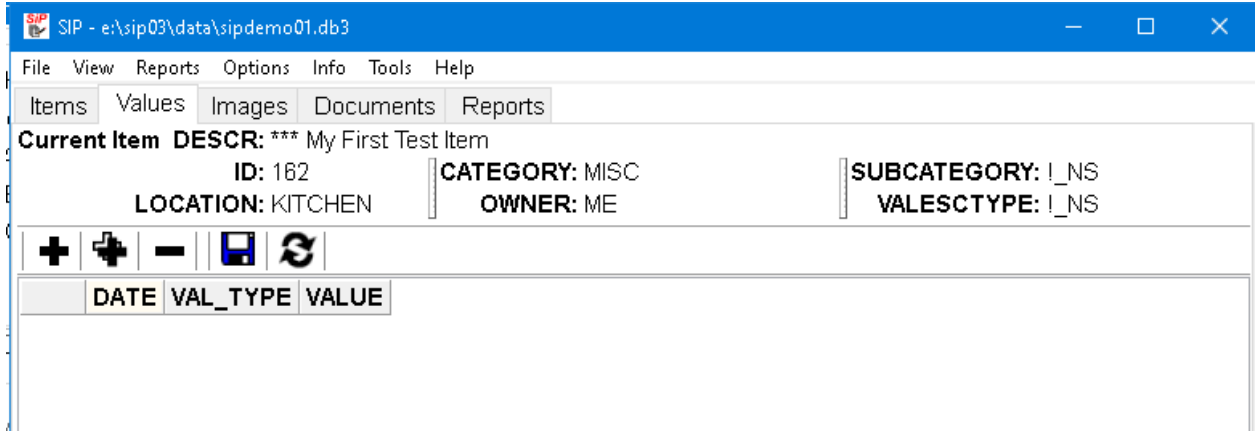 SIP - e:\sip03\data\sipdemo01.db3
File View Reports Options Info Tools Help
Items Values Images Documents Reports
Current Item DESCR: *** My First Test Item
ID: 162 CATEGORY: MISC SUBCATEGORY: !_NS
LOCATION: KITCHEN OWNER: ME VALESCTYPE: !_NS
DATE VAL_TYPE VALUE